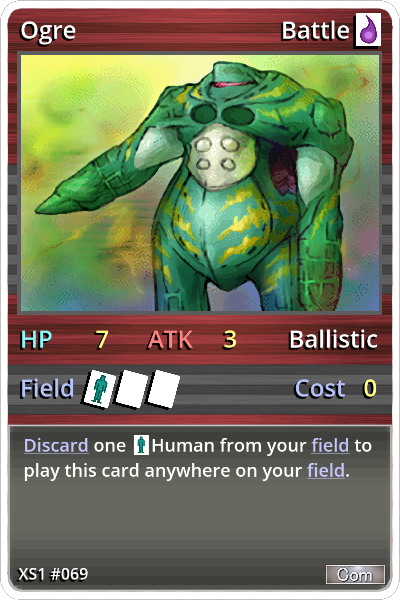 Ogre Battle
HP 7 ATK 3 Ballistic
Field Cost 0
Discard one Human from your field to
play this card anywhere on your field.
XS1 #069 Com